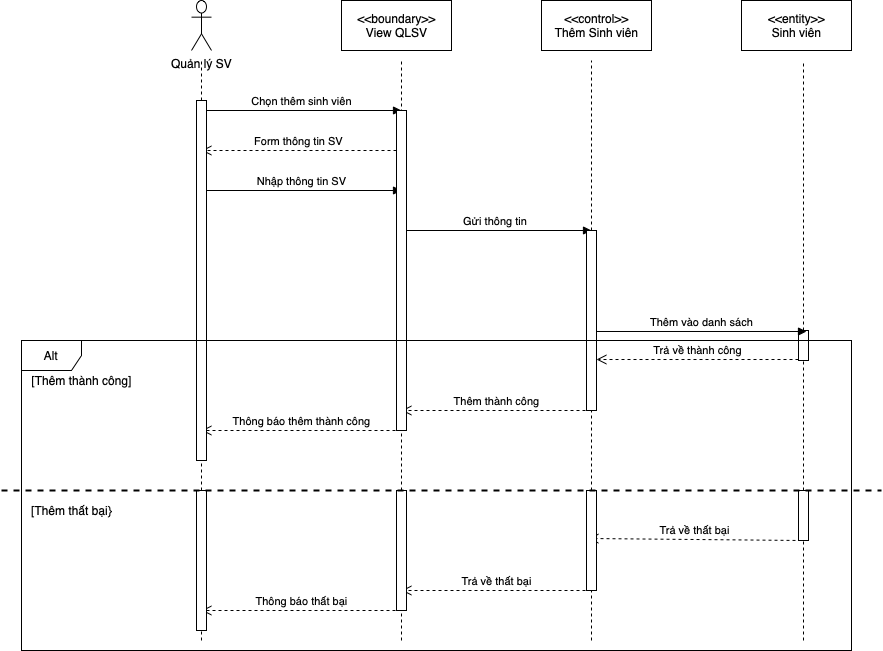 <<boundary>>
View QLSV
<<control>>
Thêm Sinh viên
<<entity>>
Sinh viên
Quản lý SV
Chọn thêm sinh viên
Form thông tin SV
Nhập thông tin SV
Gửi thông tin
Thêm vào danh sách
Alt
Trả về thành công
[Thêm thành công]
Thêm thành công
Thông báo thêm thành công
[Thêm thất bại}
Trả về thất bại
Trả về thất bại
Thông báo thất bại